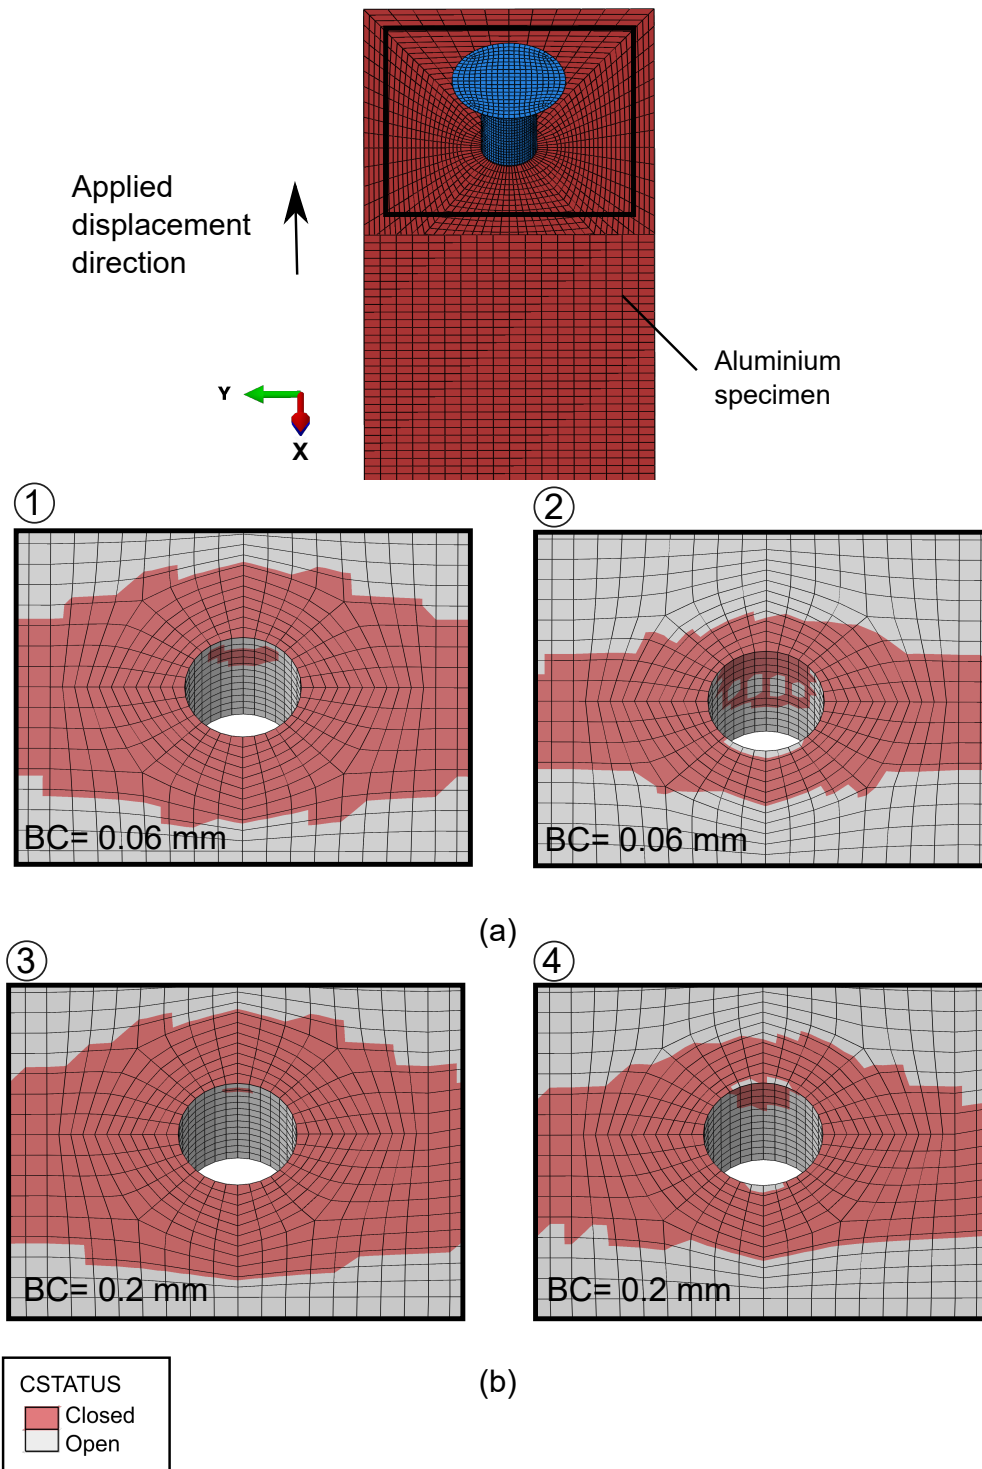 Applied
displacement
direction
Y
X
Aluminium
specimen
1
2
BC= 0.06 mm
BC= 0.06 mm
(a)
3
4
BC= 0.2 mm
BC= 0.2 mm
(b)
CSTATUS
Closed
Open